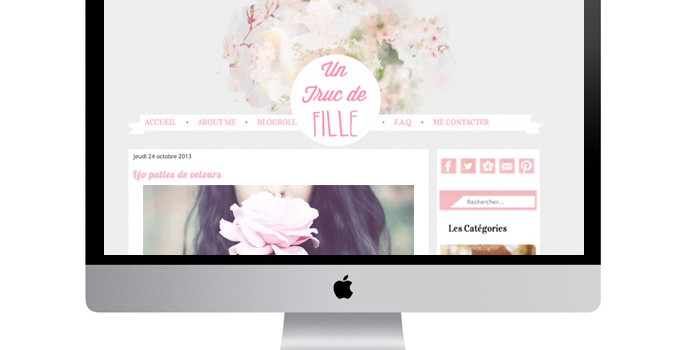 Un
Truc de
FILLE
ACCUEIL • ABOUT ME • BLOGROLL • F.A.Q • ME CONTACTER
Jeudi 24 octobre 2013
Léo pattes de velours
Rechercher...
Les Catégories